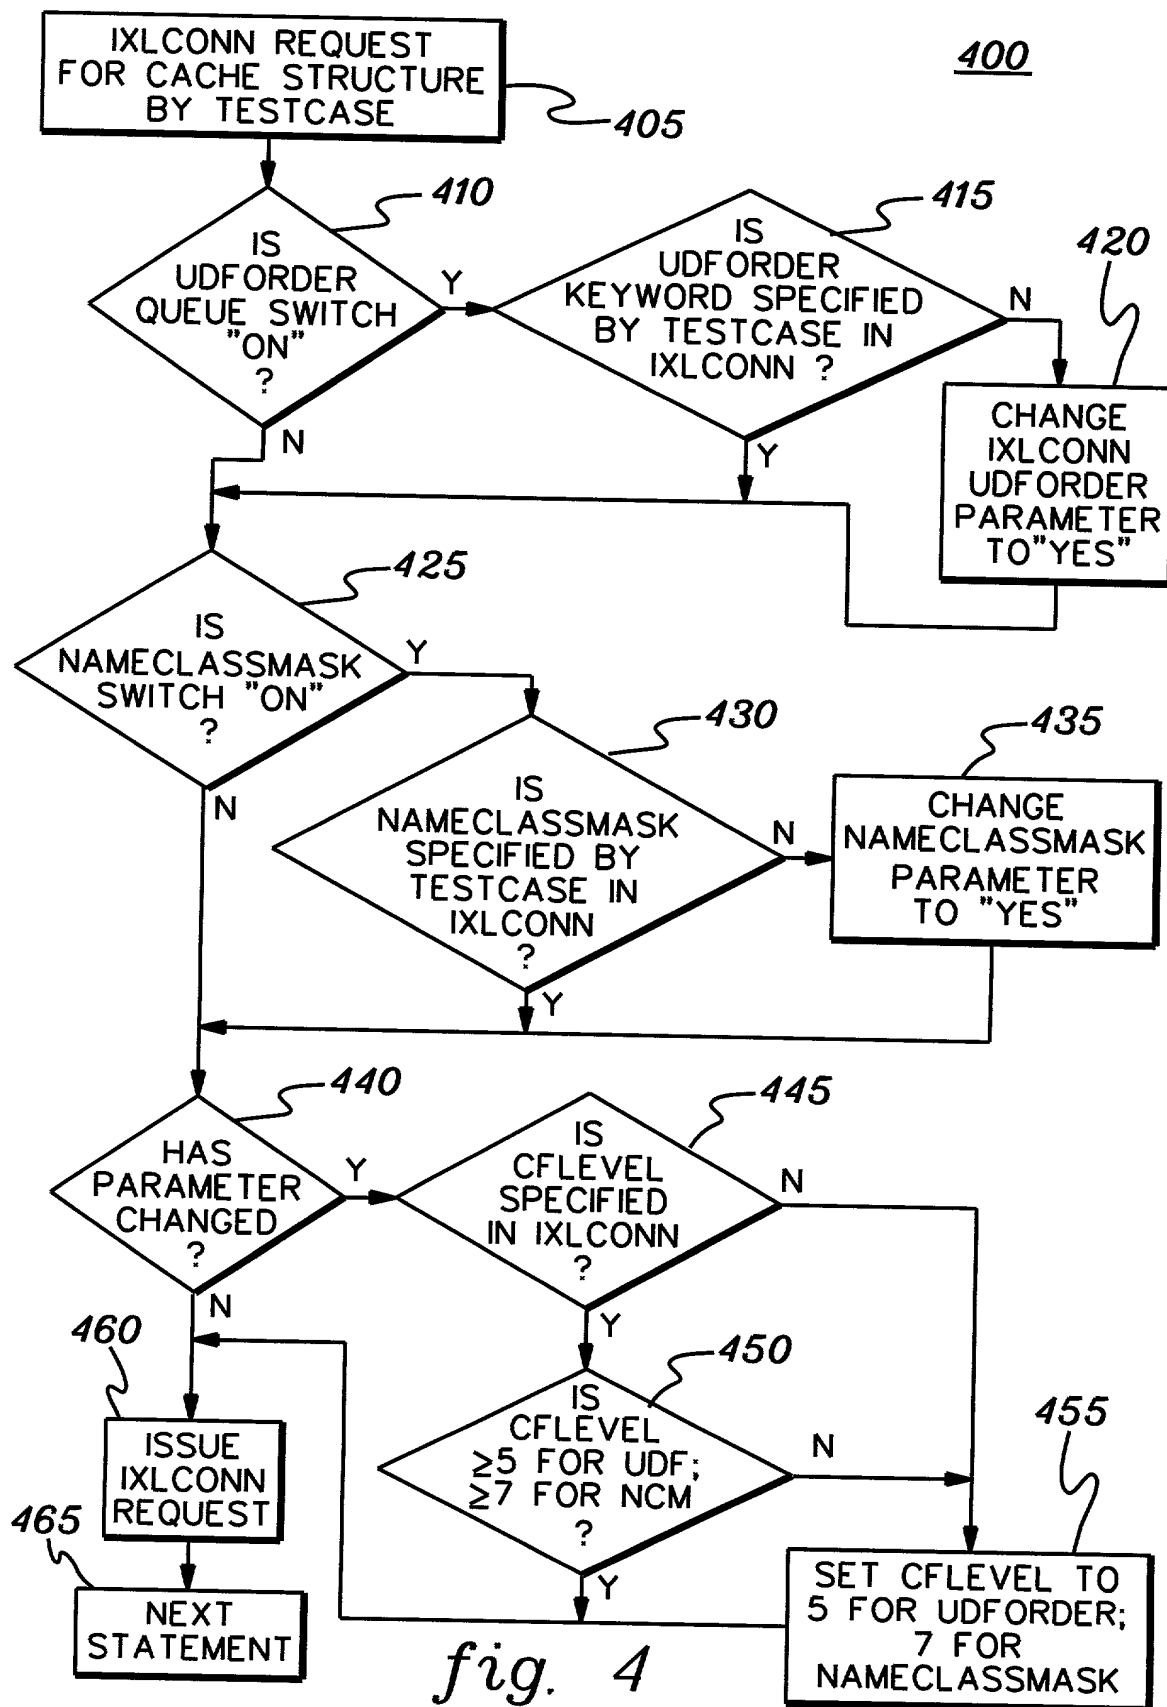 IXLCONN REQUEST
FOR CACHE STRUCTURE
BY TESTCASE
400
405
410
IS
UDFORDER
QUEUE SWITCH
"ON"
?
Y
N
415
IS
UDFORDER
KEYWORD SPECIFIED
BY TESTCASE IN
IXLCONN ?
N
Y
420
CHANGE
IXLCONN
UDFORDER
PARAMETER
TO"YES"
425
IS
NAMECLASSMASK
SWITCH "ON"
?
Y
N
430
IS
NAMECLASSMASK
SPECIFIED BY
TESTCASE IN
IXLCONN
?
N
Y
435
CHANGE
NAMECLASSMASK
PARAMETER
TO "YES"
440
HAS
PARAMETER
CHANGED
?
Y
N
445
IS
CFLEVEL
SPECIFIED
IN IXLCONN
?
N
Y
450
IS
CFLEVEL
≥5 FOR UDF;
≥7 FOR NCM
?
N
Y
455
SET CFLEVEL TO
5 FOR UDFORDER;
7 FOR
NAMECLASSMASK
460
ISSUE
IXLCONN
REQUEST
465
NEXT
STATEMENT
fig. 4